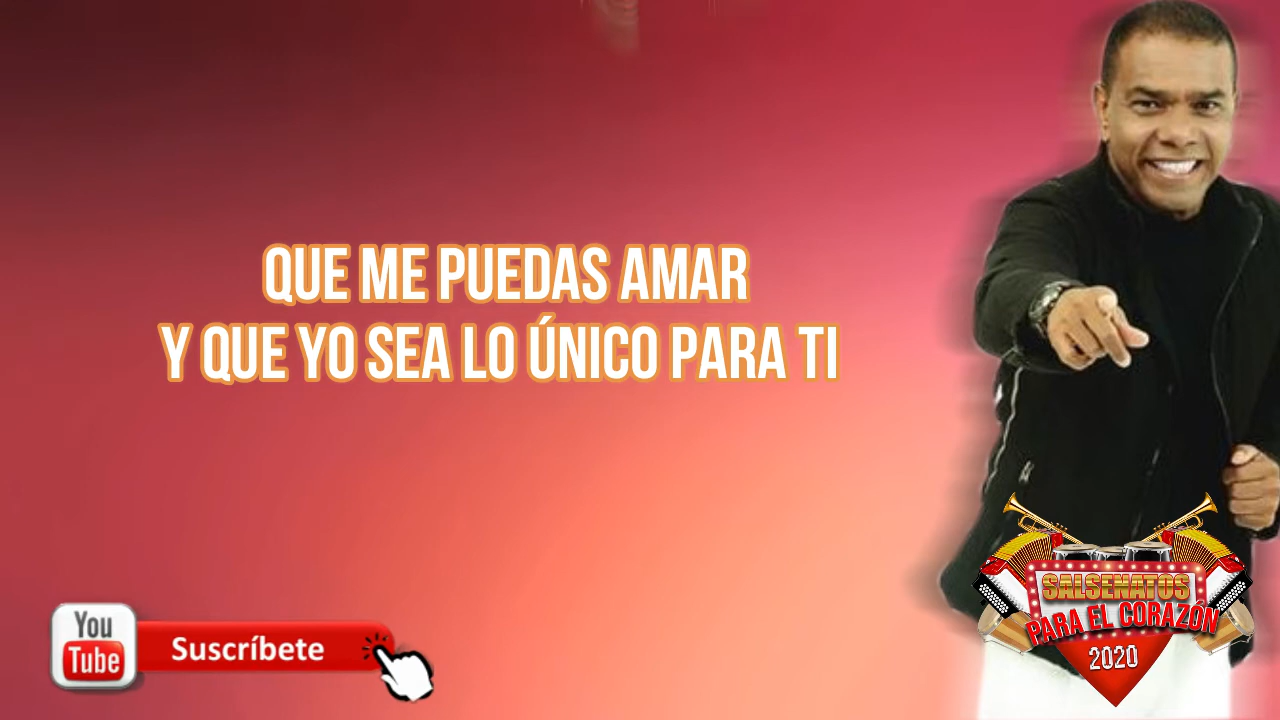 QUE ME PUEDAS AMAR
Y QUE YO SEA LO ÚNICO PARA TI
You
Tube
Suscríbete
SALSENATOS
PARA EL CORAZÓN
2020